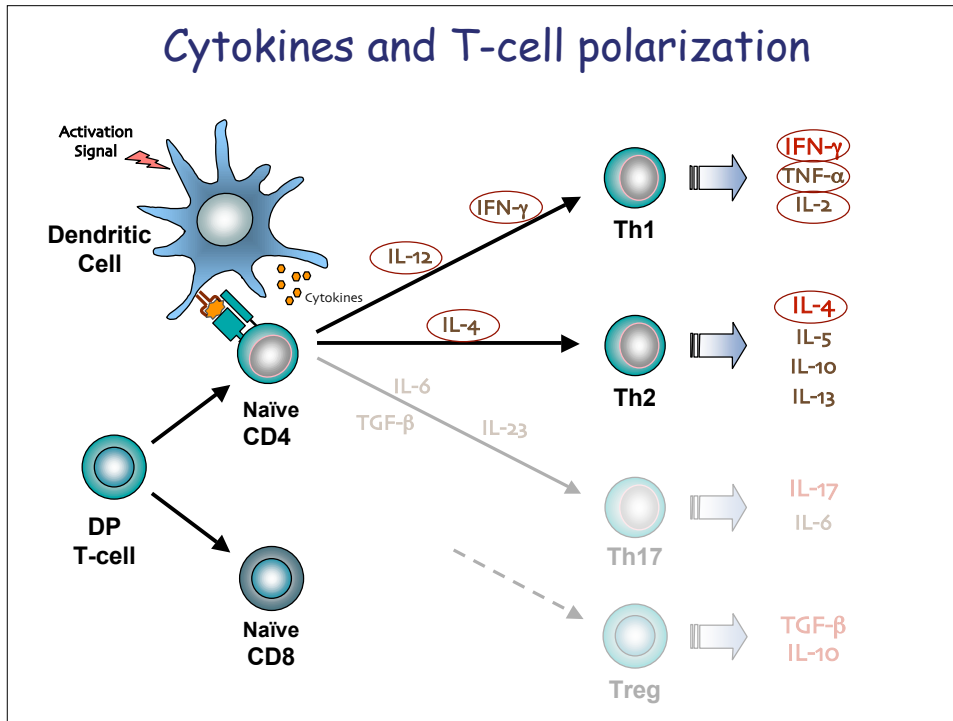 Cytokines and T-cell polarization
Activation
Signal
Dendritic
Cell
Cytokines
Naïve
CD4
DP
T-cell
Naïve
CD8
IL-12
IFN-γ
IL-4
IL-6
TGF-β
IL-23
Th1
IFN-γ
TNF-α
IL-2
Th2
IL-4
IL-5
IL-10
IL-13
Th17
IL-17
IL-6
Treg
TGF-β
IL-10